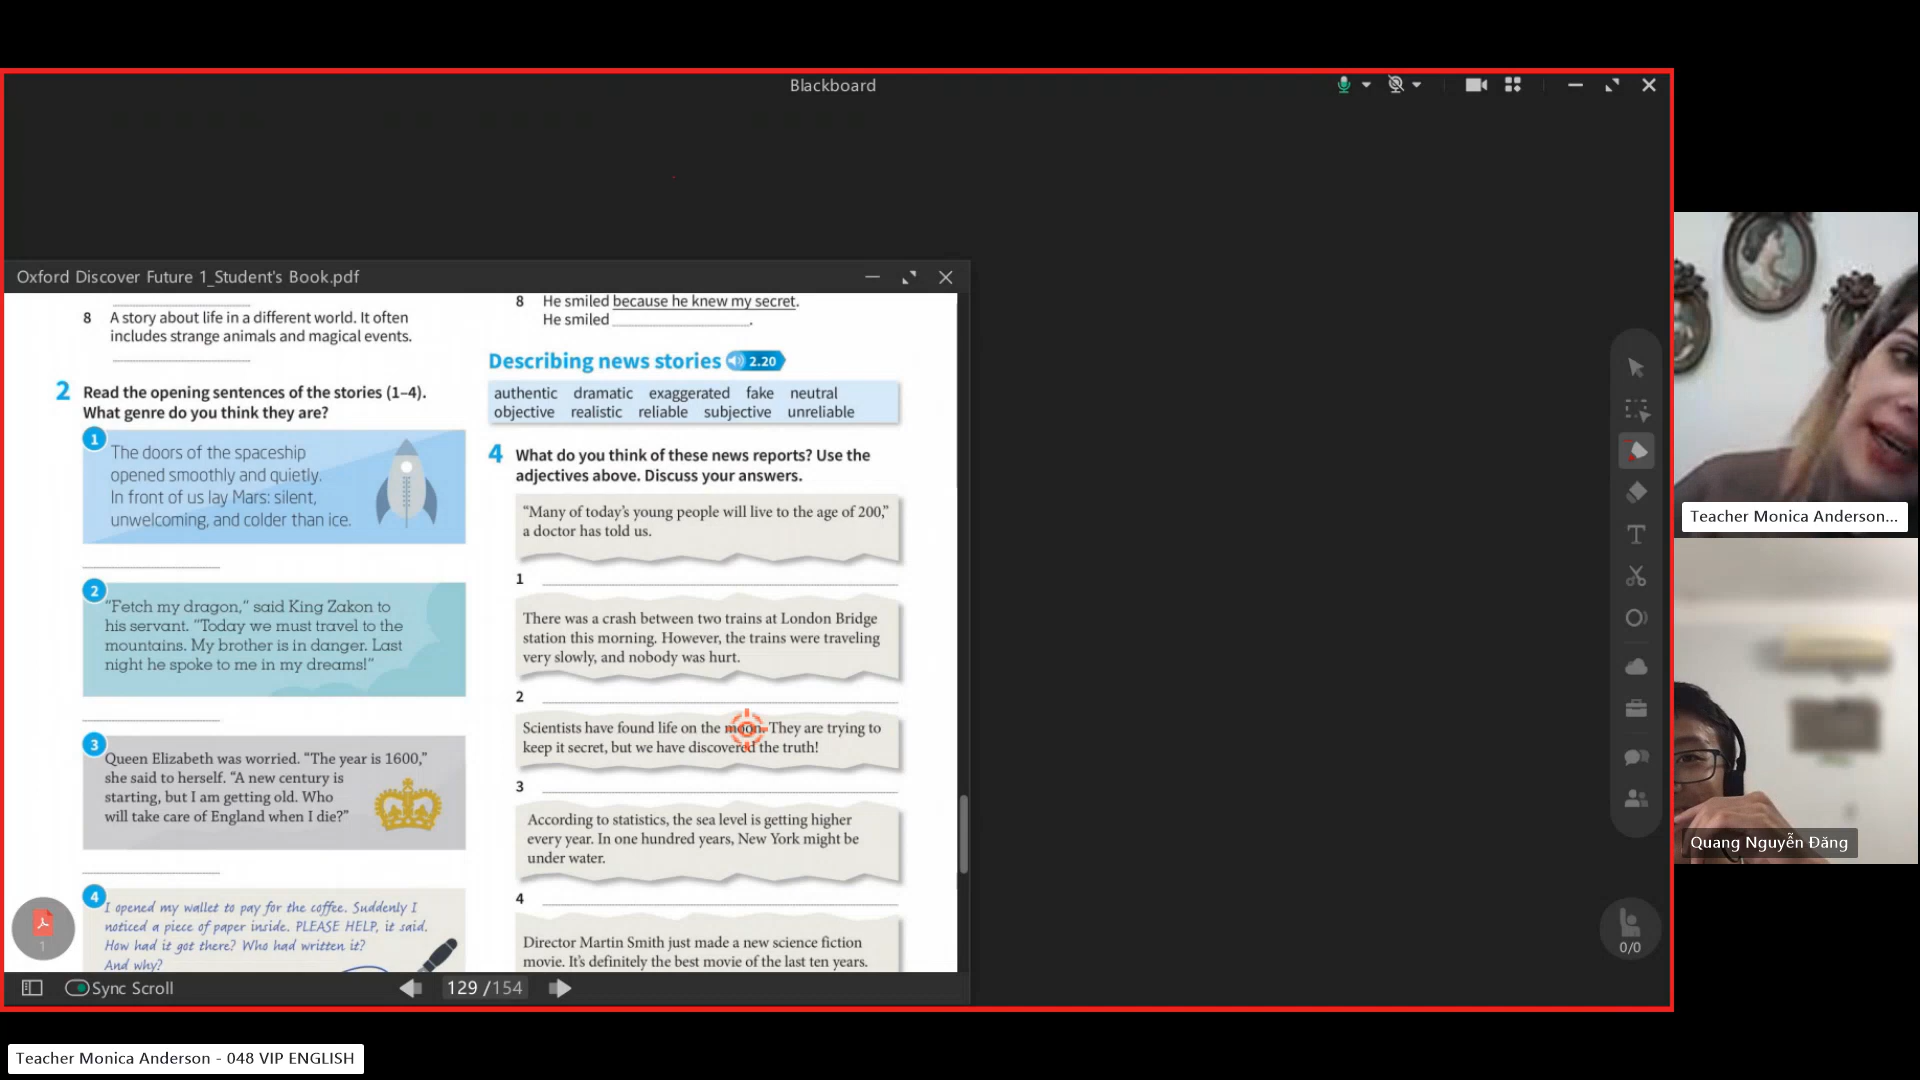 Blackboard
Oxford Discover Future 1_Student's Book.pdf
8 A story about life in a different world. It often
includes strange animals and magical events.
2 Read the opening sentences of the stories (1–4).
What genre do you think they are?
1
The doors of the spaceship
opened smoothly and quietly.
In front of us lay Mars: silent,
unwelcoming, and colder than ice.
2
"Fetch my dragon," said King Zakon to
his servant. "Today we must travel to the
mountains. My brother is in danger. Last
night he spoke to me in my dreams!"
3
Queen Elizabeth was worried. "The year is 1600,"
she said to herself. "A new century is
starting, but I am getting old. Who
will take care of England when I die?"
4
I opened my wallet to pay for the coffee. Suddenly I
noticed a piece of paper inside. PLEASE HELP, it said.
How had it got there? Who had written it?
And why?
8 He smiled because he knew my secret.
He smiled .
Describing news stories 2.20
authentic dramatic exaggerated fake neutral
objective realistic reliable subjective unreliable
4 What do you think of these news reports? Use the
adjectives above. Discuss your answers.
"Many of today's young people will live to the age of 200,"
a doctor has told us.
1
There was a crash between two trains at London Bridge
station this morning. However, the trains were traveling
very slowly, and nobody was hurt.
2
Scientists have found life on the moon. They are trying to
keep it secret, but we have discovered the truth!
3
According to statistics, the sea level is getting higher
every year. In one hundred years, New York might be
under water.
4
Director Martin Smith just made a new science fiction
movie. It's definitely the best movie of the last ten years.
1
Sync Scroll
129 /154
T
0/0
Teacher Monica Anderson...
Quang Nguyễn Đăng
Teacher Monica Anderson - 048 VIP ENGLISH